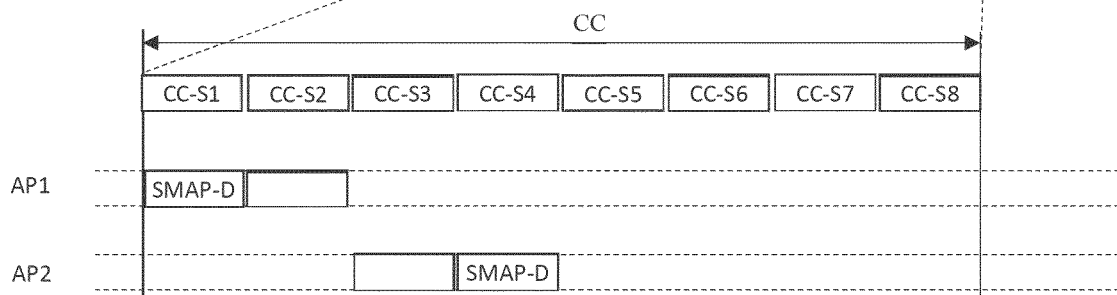 CC
CC-S1 CC-S2 CC-S3 CC-S4 CC-S5 CC-S6 CC-S7 CC-S8
AP1 SMAP-D
AP2 SMAP-D